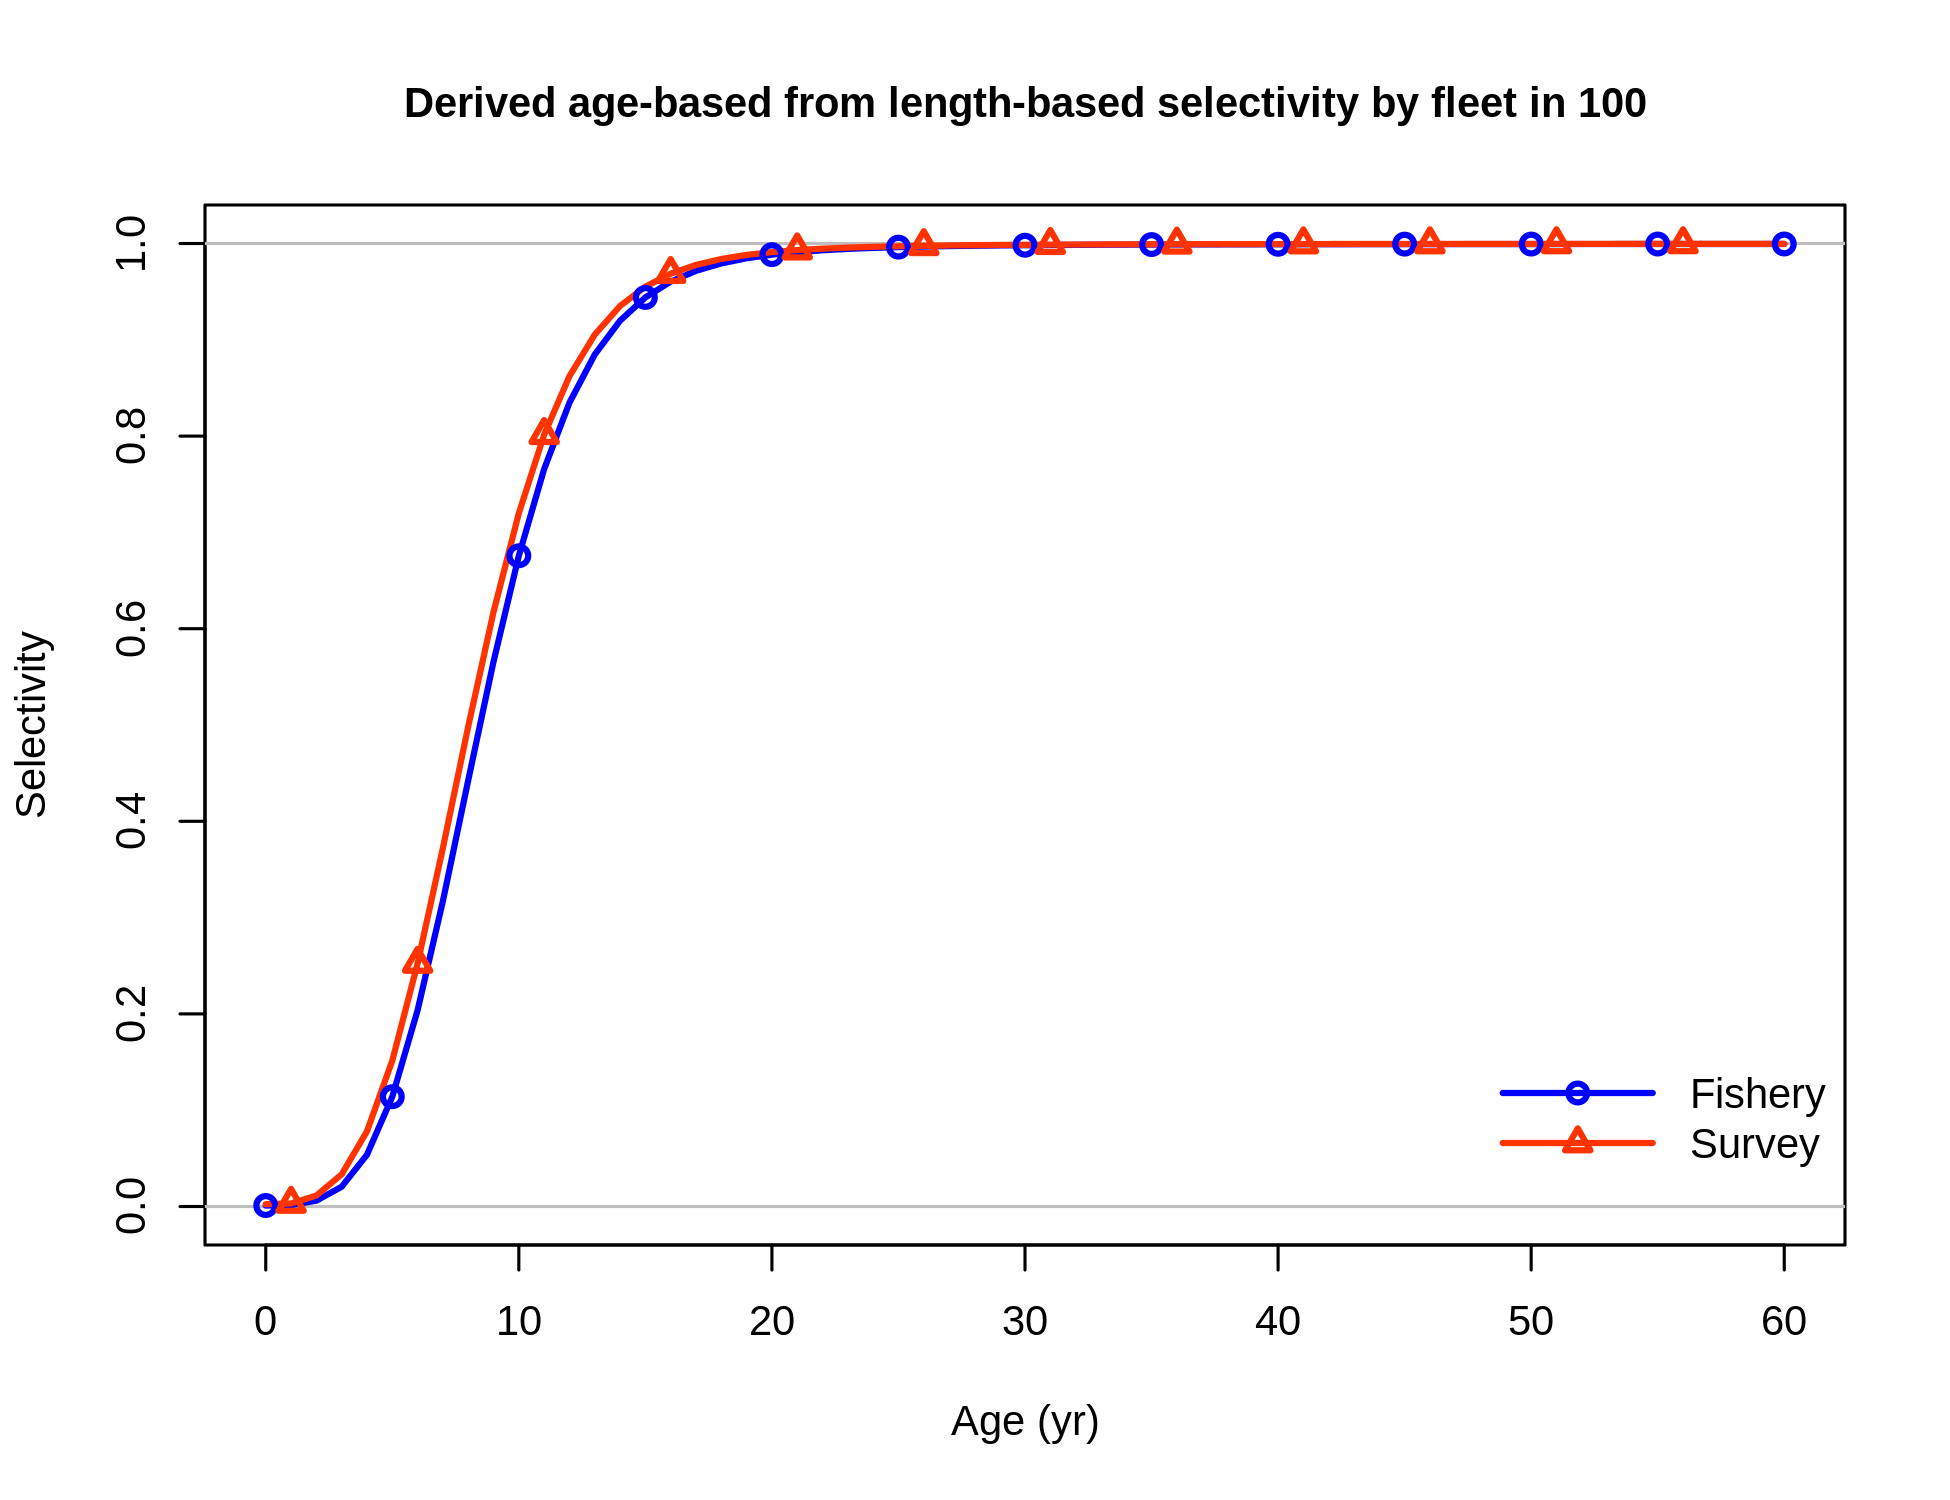 Derived age-based from length-based selectivity by fleet in 100
1.0
0.8
0.6
0.4
0.2
0.0
Selectivity
Fishery
Survey
0 10 20 30 40 50 60
Age (yr)